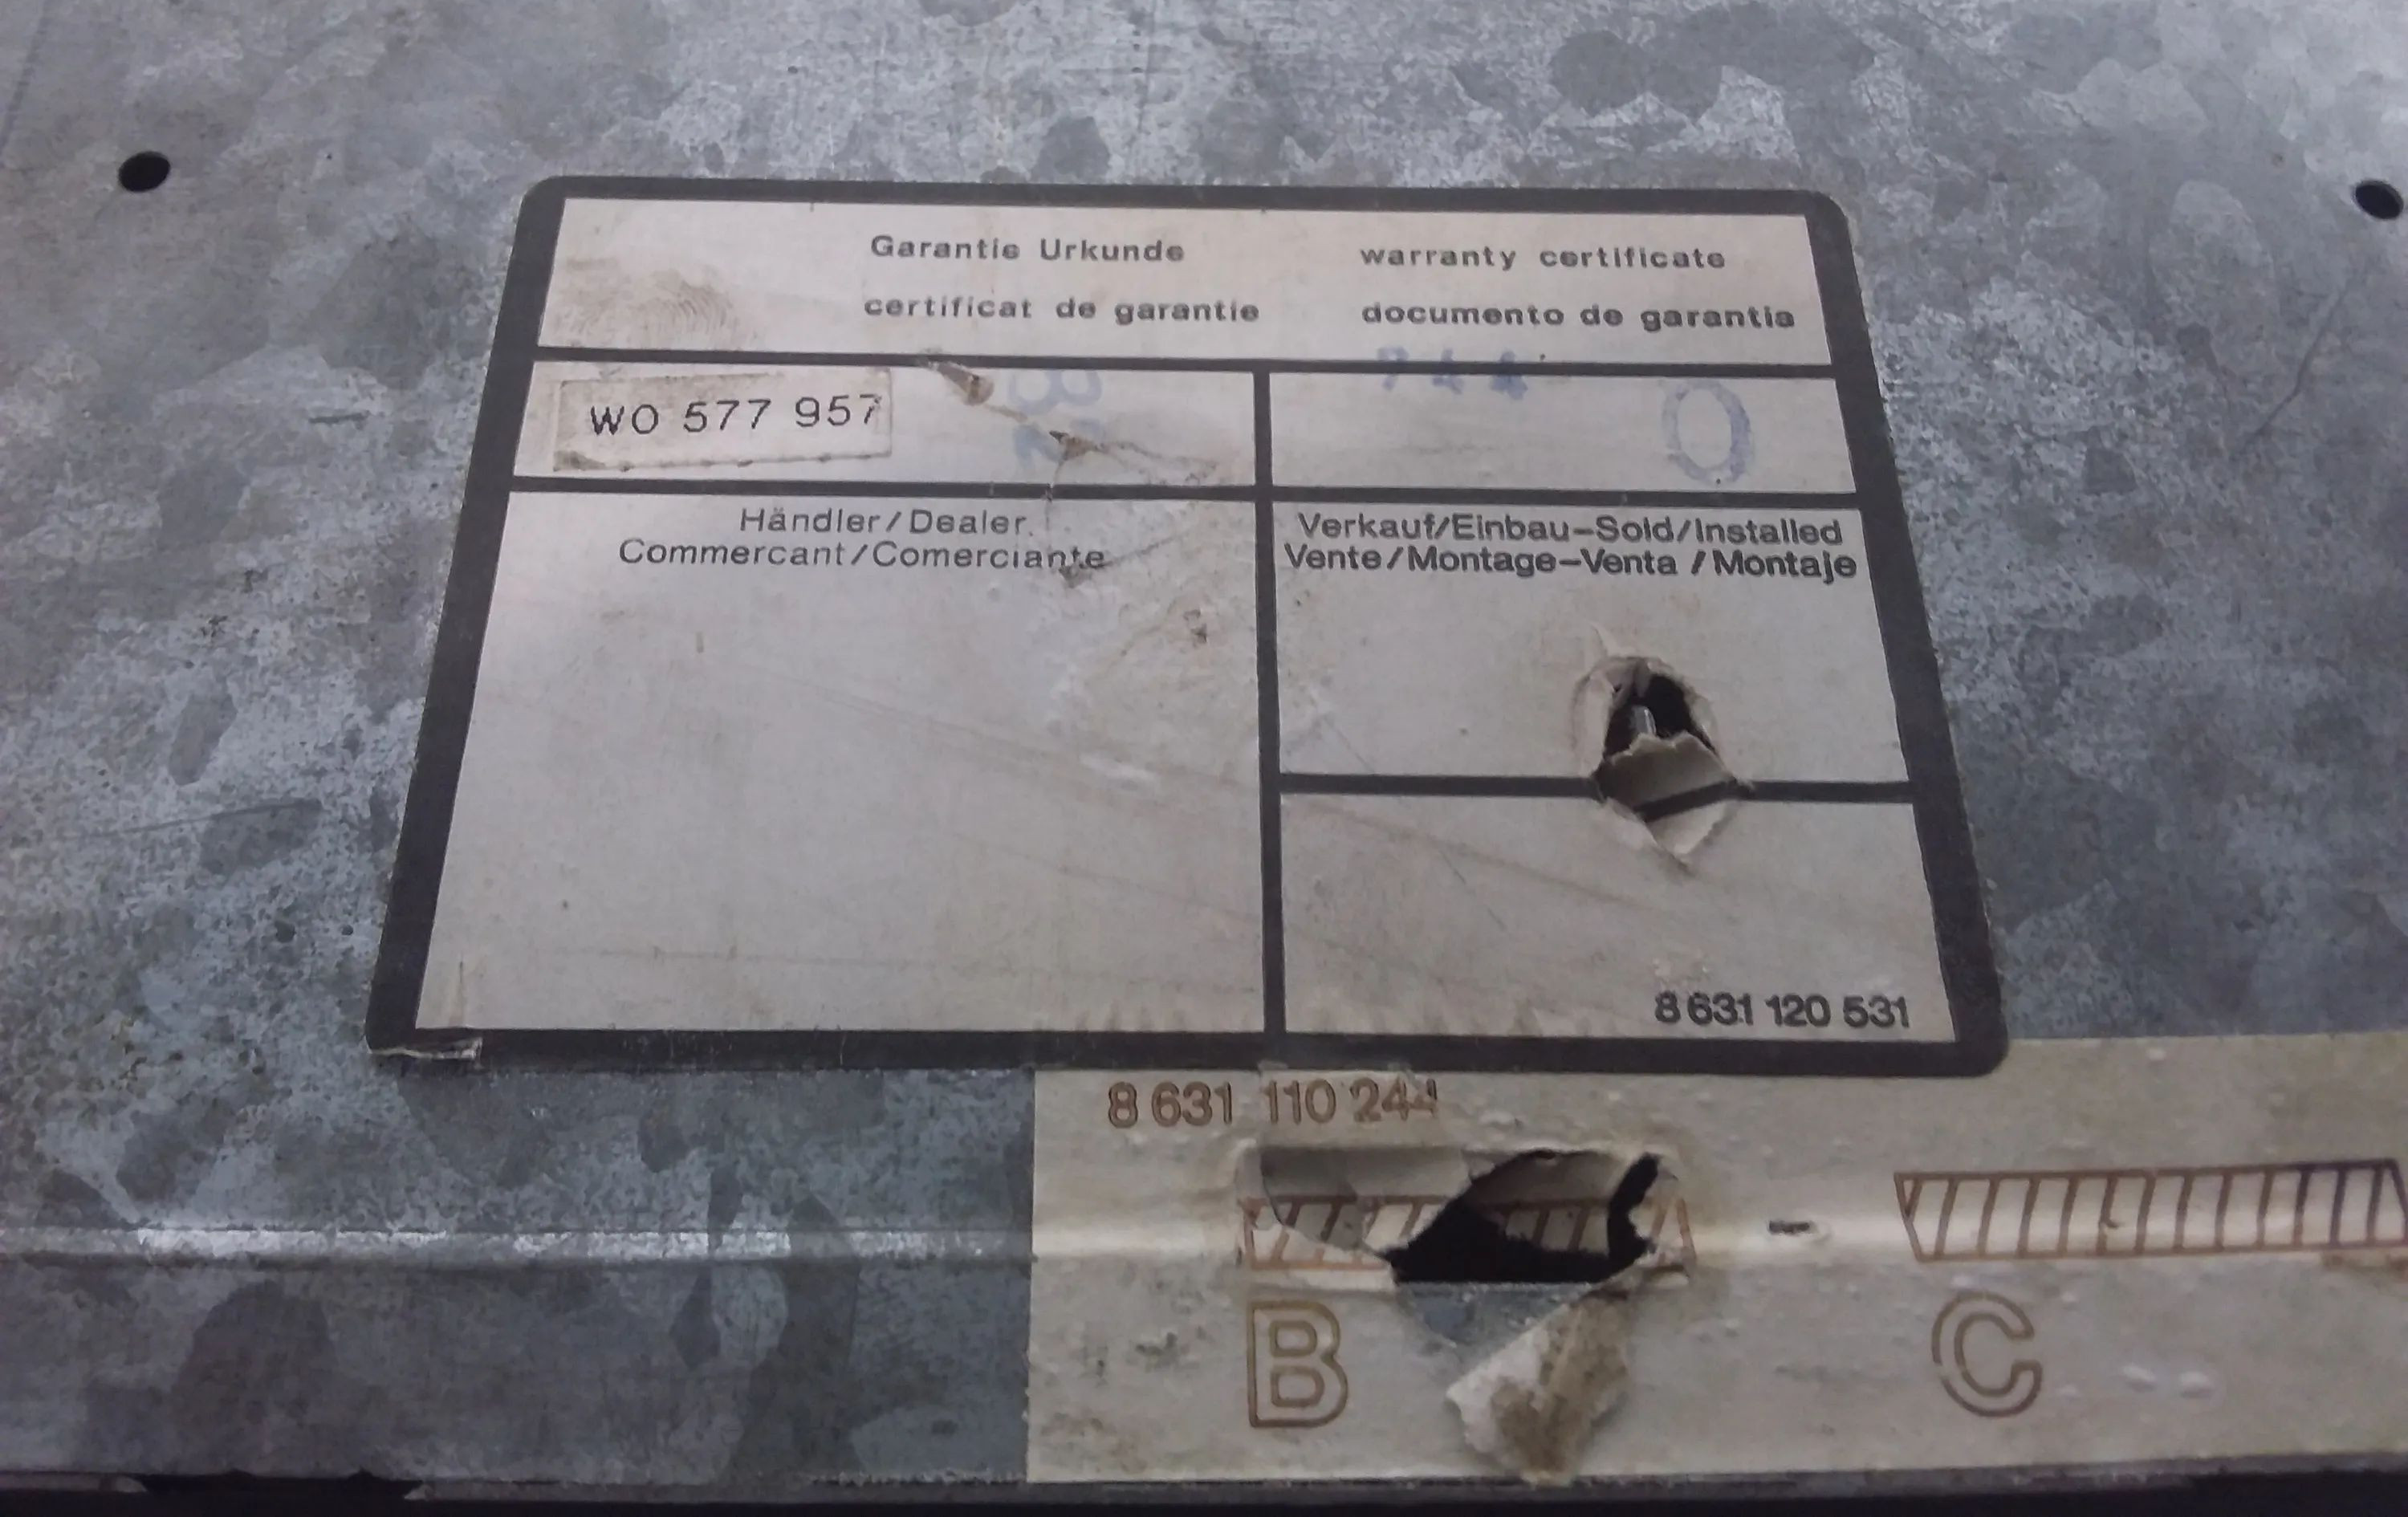 Garantie Urkunde
certificat de garantie
warranty certificate
documento de garantia
WO 577 957
O
Händler/Dealer.
Commercant/Comerciante
Verkauf/Einbau–Sold/Installed
Vente/Montage–Venta/Montaje
8 631 120 531
8 631 110 244
B
C